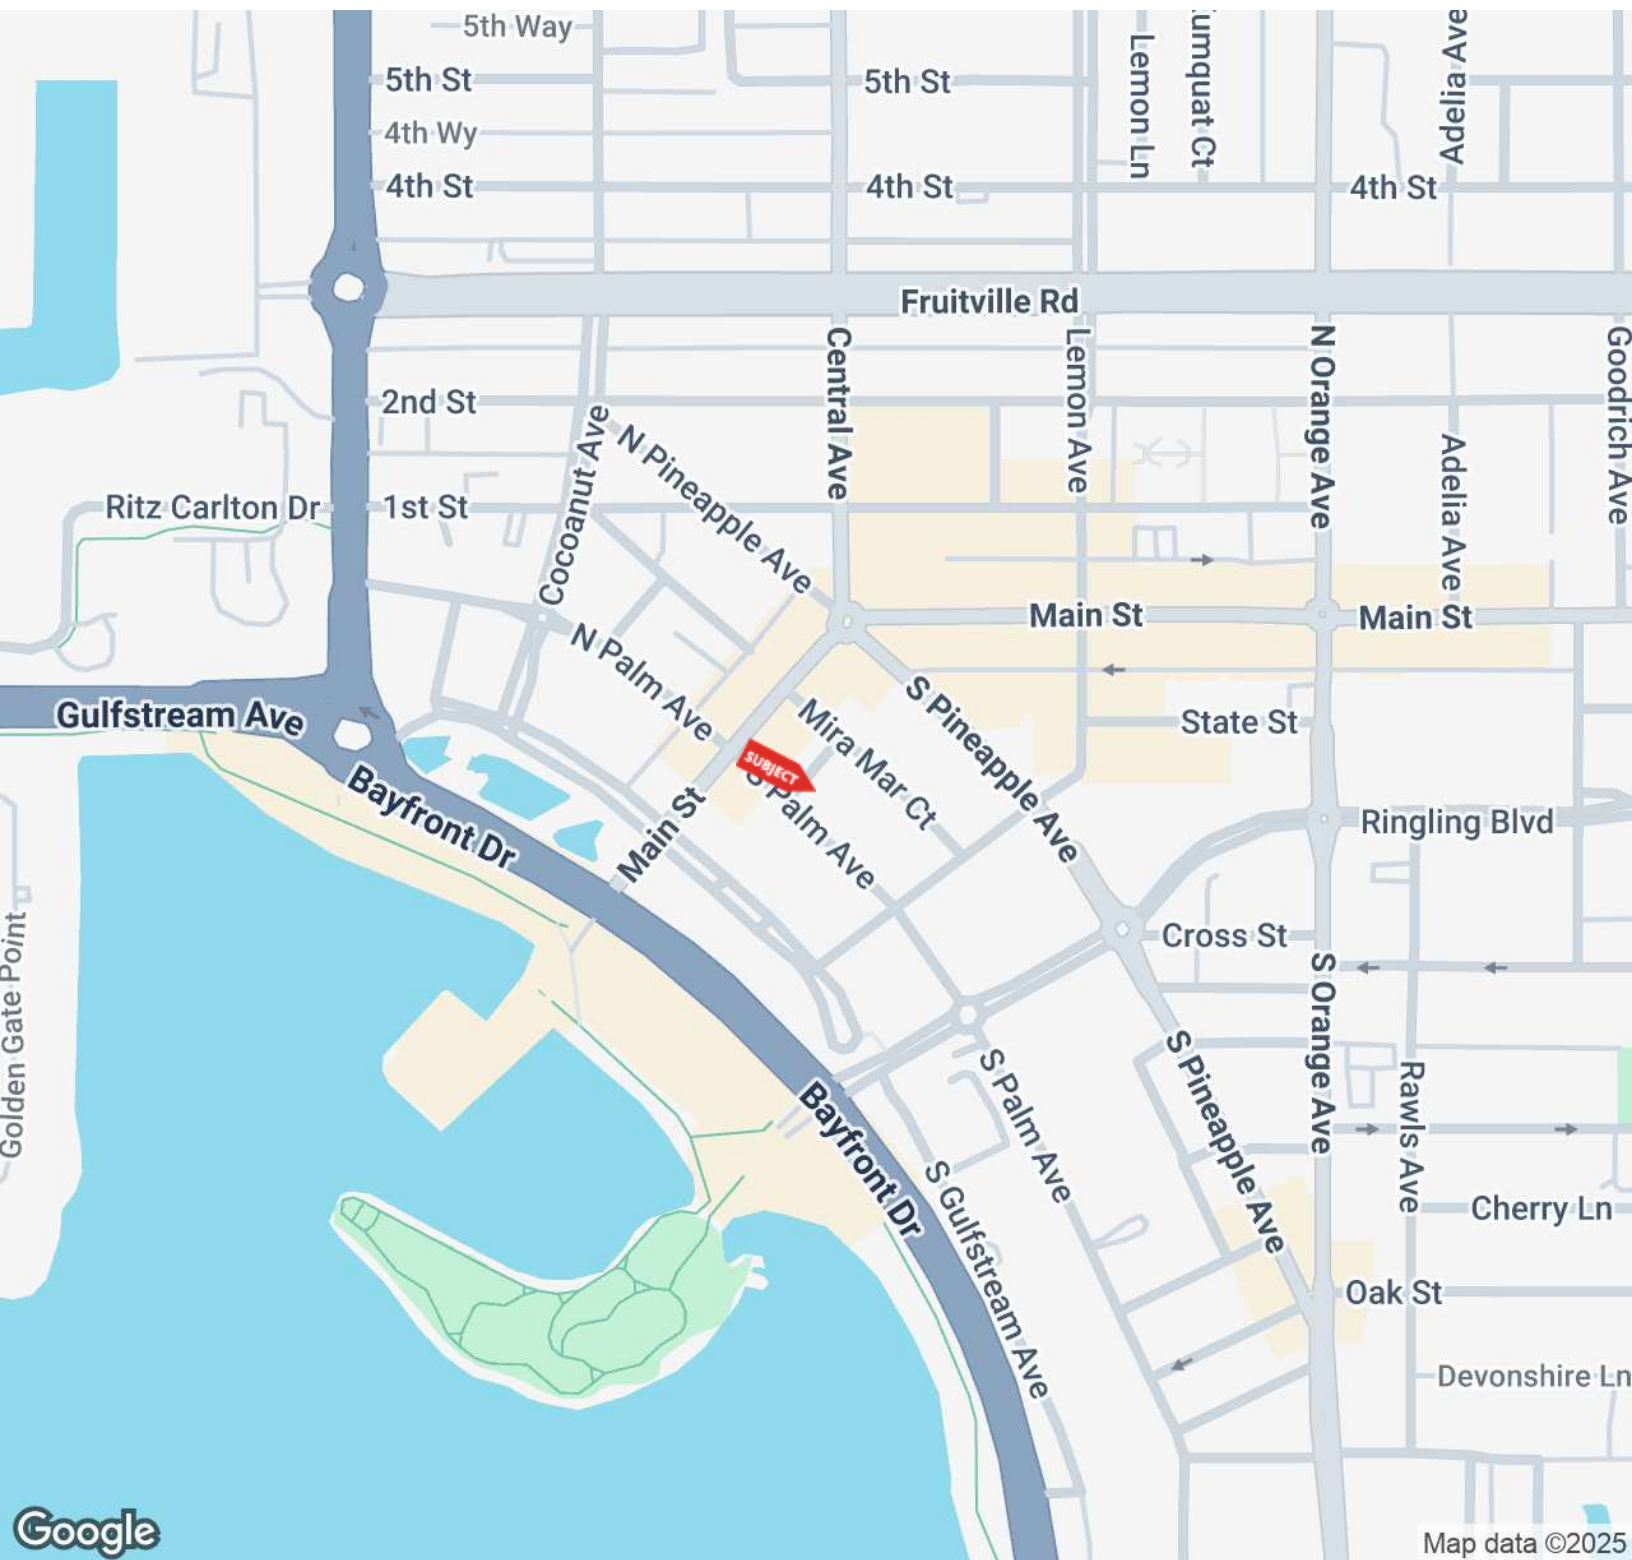 5th Way
5th St
5th St
4th Wy
4th St
4th St
4th St
Lemon Ln
Adelia Ave
Fruitville Rd
Central Ave
Lemon Ave
N Orange Ave
Goodrich Ave
2nd St
Cocoanut Ave
N Pineapple Ave
Adelia Ave
Ritz Carlton Dr
1st St
Main St
Main St
N Palm Ave
Gulfstream Ave
S Pineapple Ave
State St
Mira Mar Ct
SUBJECT
S Palm Ave
Bayfront Dr
Main St
Ringling Blvd
Cross St
Golden Gate Point
S Orange Ave
S Pineapple Ave
S Palm Ave
Rawls Ave
Bayfront Dr
S Gulfstream Ave
Cherry Ln
Oak St
Devonshire Ln
Google
Map data ©2025